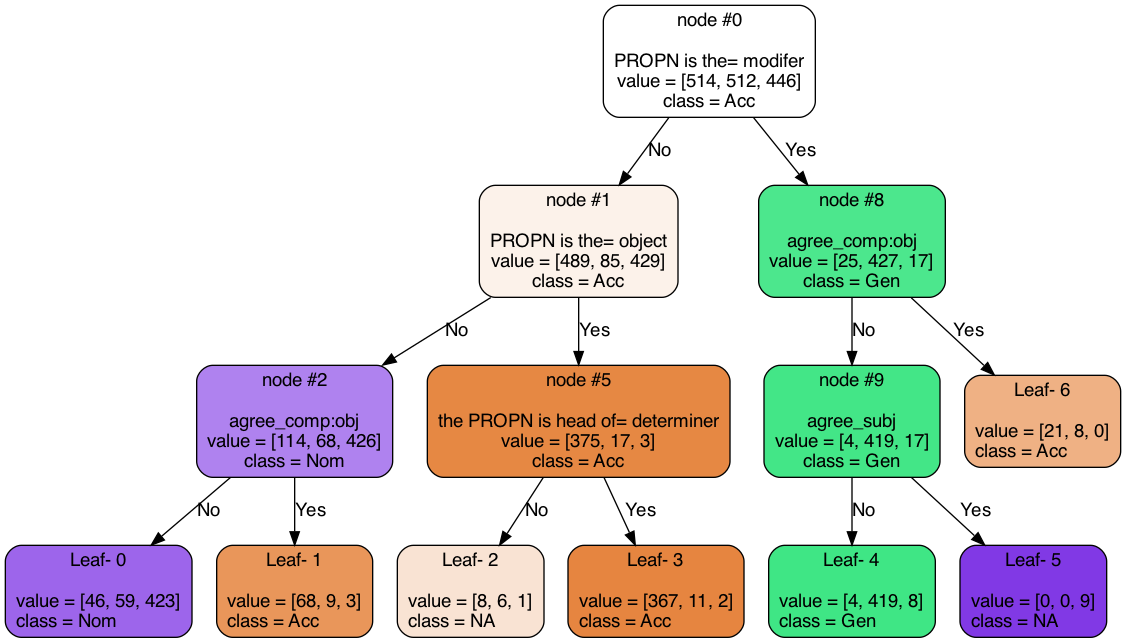 node #0
PROPN is the= modifer
value = [514, 512, 446]
class = Acc
No
Yes
node #1
PROPN is the= object
value = [489, 85, 429]
class = Acc
node #8
agree_comp:obj
value = [25, 427, 17]
class = Gen
No
Yes
No
Yes
node #2
agree_comp:obj
value = [114, 68, 426]
class = Nom
node #5
the PROPN is head of= determiner
value = [375, 17, 3]
class = Acc
node #9
agree_subj
value = [4, 419, 17]
class = Gen
Leaf- 6
value = [21, 8, 0]
class = Acc
No
Yes
No
Yes
No
Yes
Leaf- 0
value = [46, 59, 423]
class = Nom
Leaf- 1
value = [68, 9, 3]
class = Acc
Leaf- 2
value = [8, 6, 1]
class = NA
Leaf- 3
value = [367, 11, 2]
class = Acc
Leaf- 4
value = [4, 419, 8]
class = Gen
Leaf- 5
value = [0, 0, 9]
class = NA